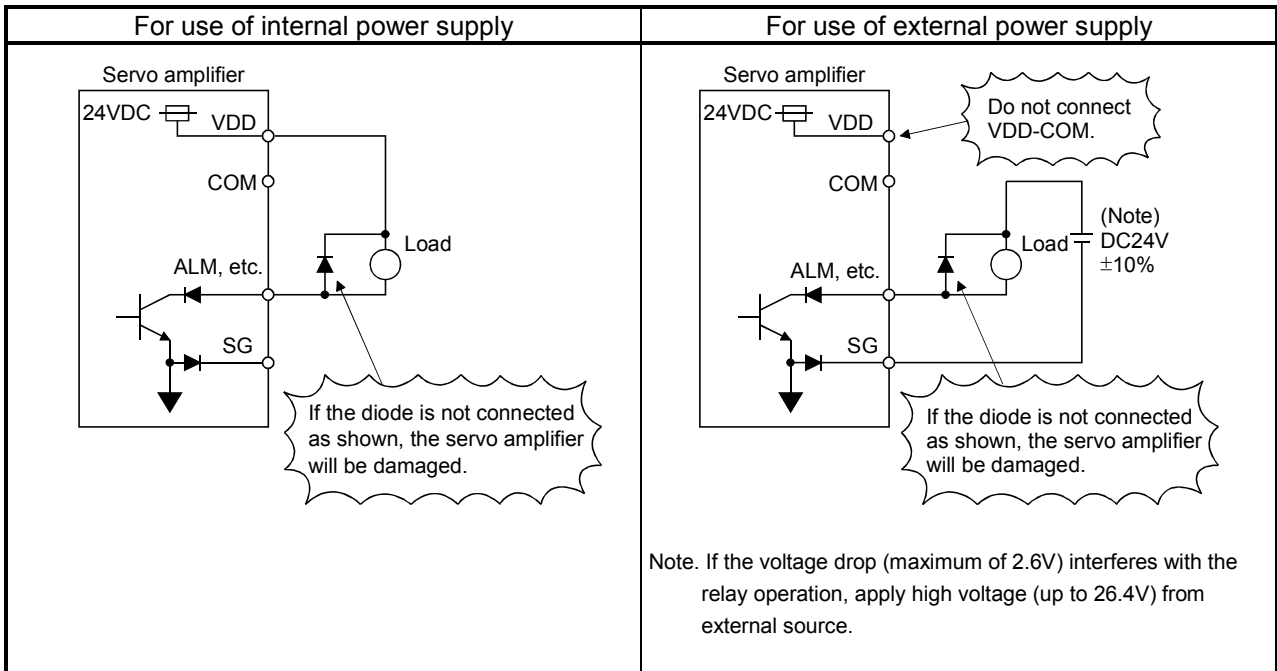 For use of internal power supply
For use of external power supply
Servo amplifier
24VDC
VDD
COM
Load
ALM, etc.
SG
If the diode is not connected
as shown, the servo amplifier
will be damaged.
Servo amplifier
24VDC
VDD
Do not connect
VDD-COM.
COM
(Note)
DC24V
±10%
Load
ALM, etc.
SG
If the diode is not connected
as shown, the servo amplifier
will be damaged.
Note. If the voltage drop (maximum of 2.6V) interferes with the
relay operation, apply high voltage (up to 26.4V) from
external source.